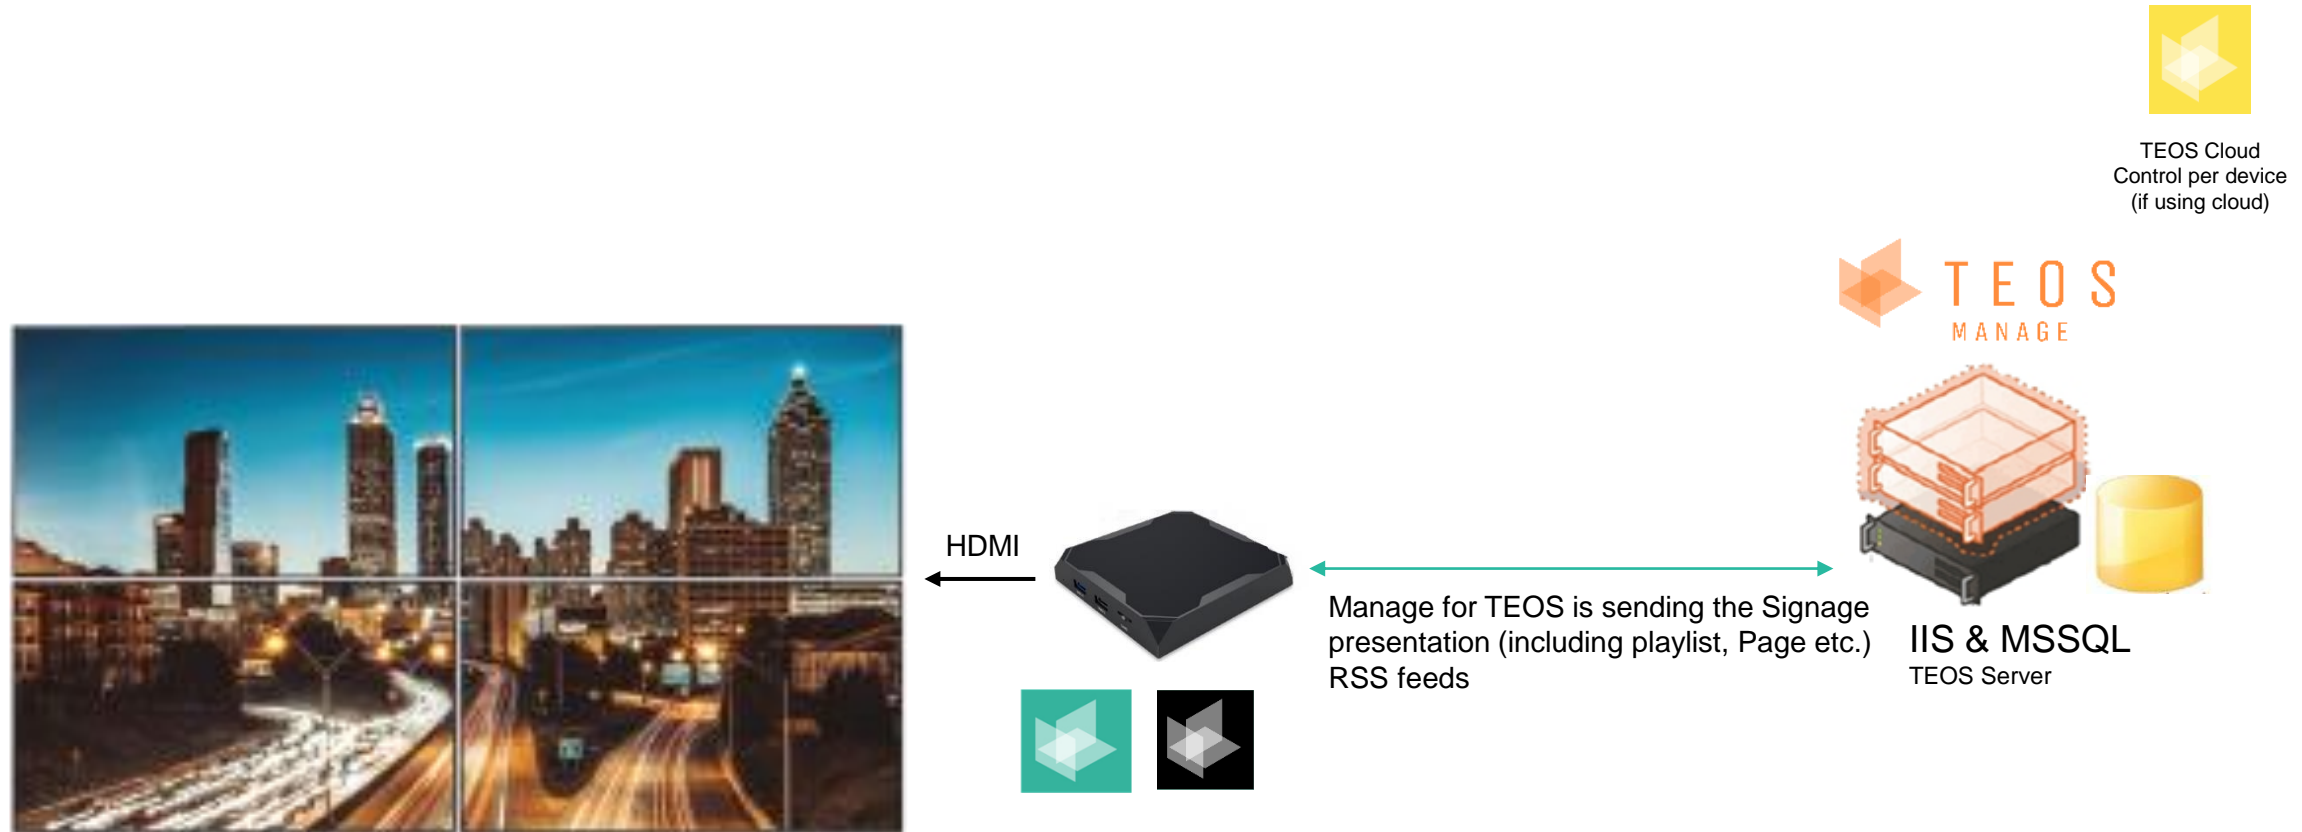 TEOS Cloud
Control per device
(if using cloud)
TEOS
MANAGE
HDMI
Manage for TEOS is sending the Signage
presentation (including playlist, Page etc.)
RSS feeds
IIS & MSSQL
TEOS Server